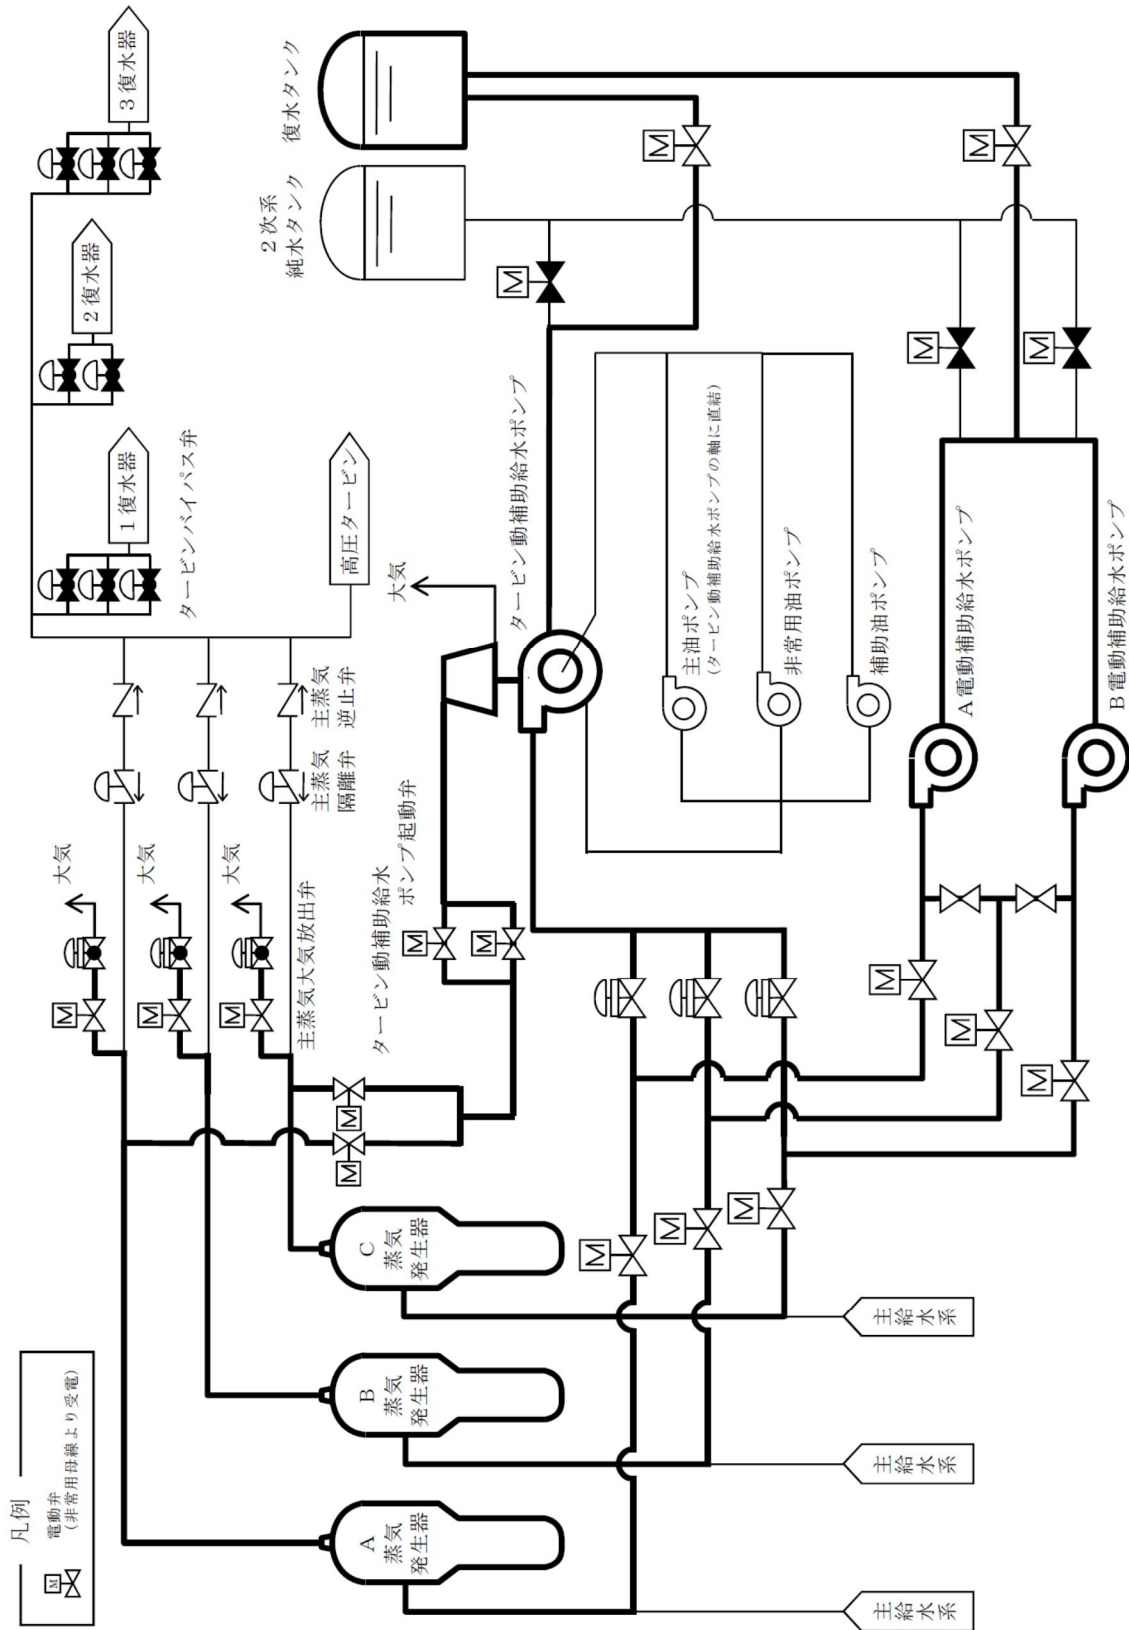 凡例
M
電動弁
(非常用母線より受電)
1復水器
2復水器
3復水器
タービンバイパス弁
高圧タービン
2次系
純水タンク
復水タンク
大気
大気
大気
大気
主蒸気
逆止弁
主蒸気
隔離弁
主蒸気大気放出弁
M
M
M
タービン動補助給水
ポンプ起動弁
M
M
M
M
タービン動補助給水ポンプ
M
M
M
M
M
主油ポンプ
(タービン動補助給水ポンプの軸に直結)
非常用油ポンプ
補助油ポンプ
A電動補助給水ポンプ
B電動補助給水ポンプ
M
M
M
M
M
M
A
蒸気
発生器
B
蒸気
発生器
C
蒸気
発生器
主給水系
主給水系
主給水系